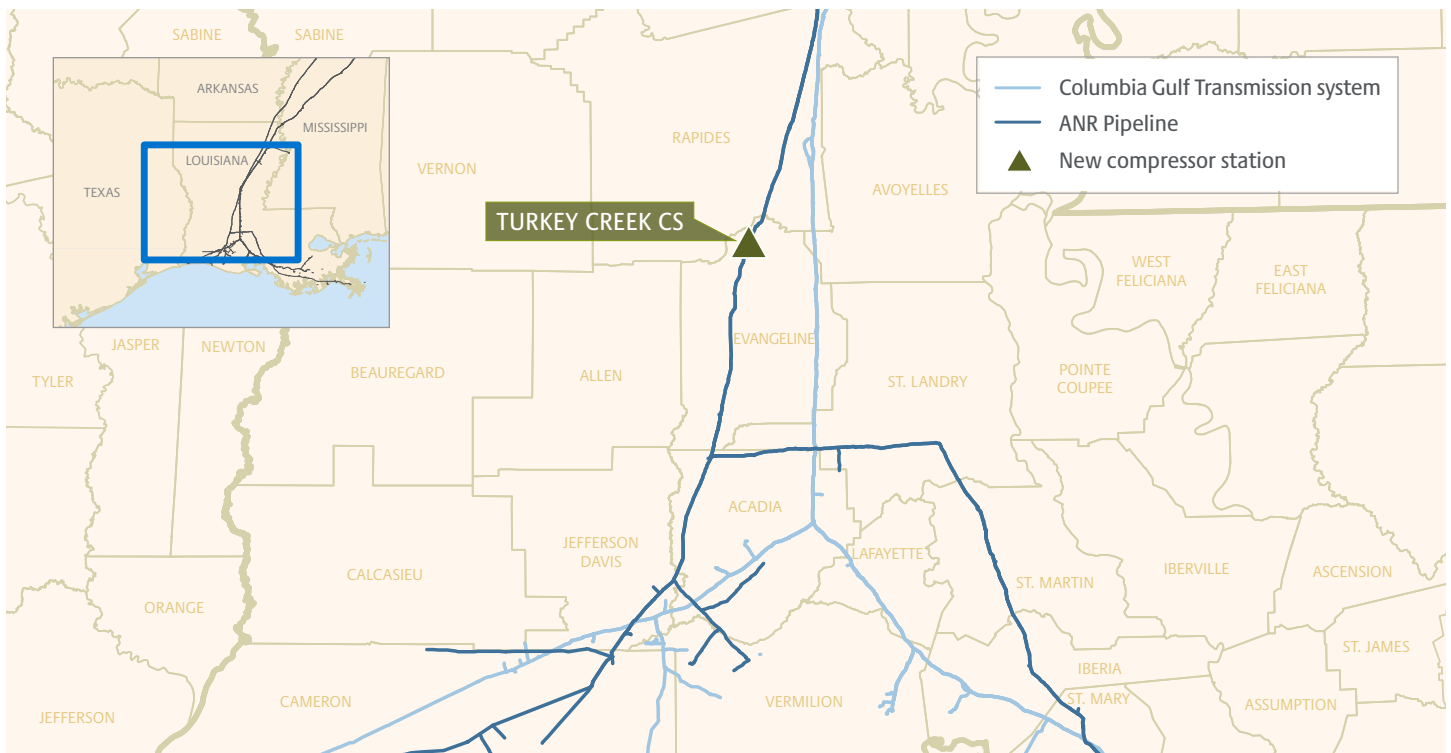 SABINE
SABINE
ARKANSAS
MISSISSIPPI
LOUISIANA
TEXAS
Columbia Gulf Transmission system
ANR Pipeline
New compressor station
RAPIDES
VERNON
AVOYELLES
TURKEY CREEK CS
WEST
FELICIANA
EAST
FELICIANA
JASPER
NEWTON
EVANGELINE
TYLER
BEAUREGARD
ALLEN
ST. LANDRY
POINTE
COUPEE
ACADIA
JEFFERSON
DAVIS
LAFAYETTE
CALCASIEU
ST. MARTIN
IBERVILLE
ASCENSION
ORANGE
ST. JAMES
IBERIA
CAMERON
VERMILION
ST. MARY
ASSUMPTION
JEFFERSON